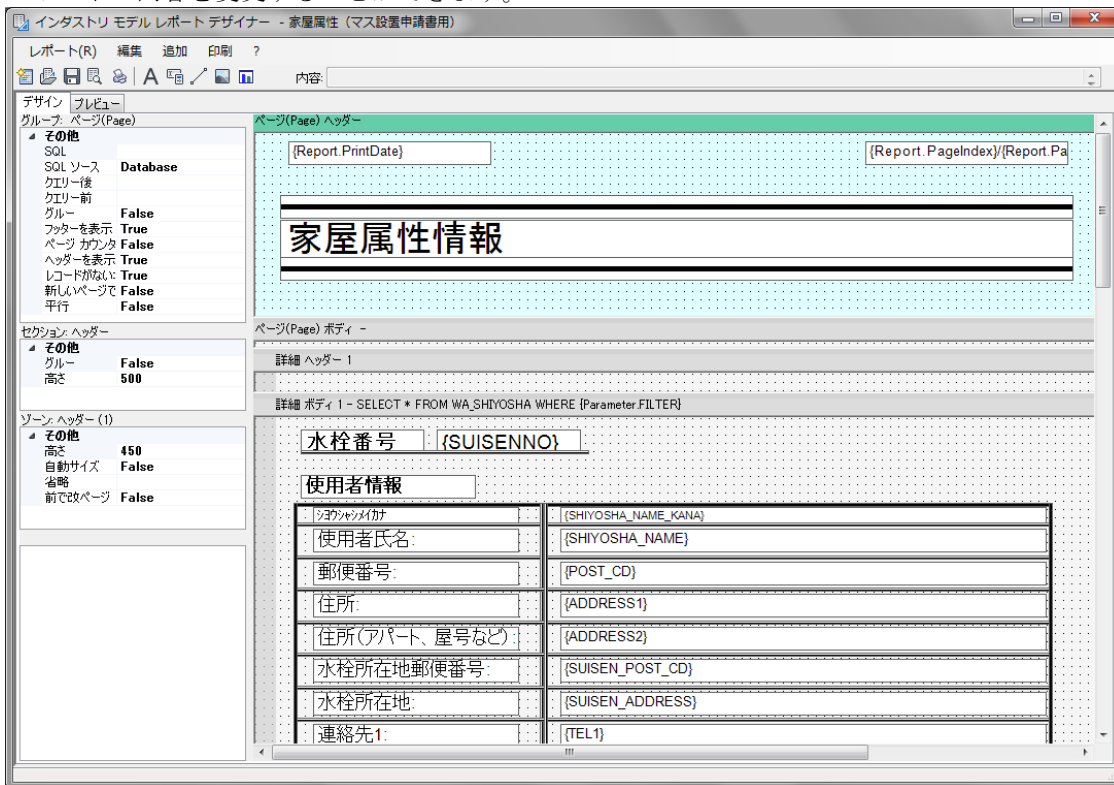 インダストリ モデル レポート デザイナー - 家屋属性（マス設置申請書用）
レポート(R) 編集 追加 印刷 ?
内容:
デザイン プレビュー
グループ: ページ(Page)
その他
SQL
SQL ソース Database
クエリー後
クエリー前
グルー False
フッターを表示 True
ページ カウンタ False
ヘッダーを表示 True
レコードがない: True
新しいページで False
平行 False
セクション: ヘッダー
その他
グルー False
高さ 500
ゾーン: ヘッダー (1)
その他
高さ 450
自動サイズ False
省略
前で改ページ False
ページ(Page) ヘッダー
{Report.PrintDate} {Report.PageIndex}/{Report.Pa
家屋属性情報
ページ(Page) ボディ -
詳細 ヘッダー 1
詳細 ボディ 1 - SELECT * FROM WA_SHIYOSHA WHERE {Parameter.FILTER}
水栓番号 {SUISENNO}
使用者情報
ｼﾖｳｼｬｼﾒｲｶﾅ {SHIYOSHA_NAME_KANA}
使用者氏名: {SHIYOSHA_NAME}
郵便番号: {POST_CD}
住所: {ADDRESS1}
住所(アパート、屋号など): {ADDRESS2}
水栓所在地郵便番号: {SUISEN_POST_CD}
水栓所在地: {SUISEN_ADDRESS}
連絡先1: {TEL1}